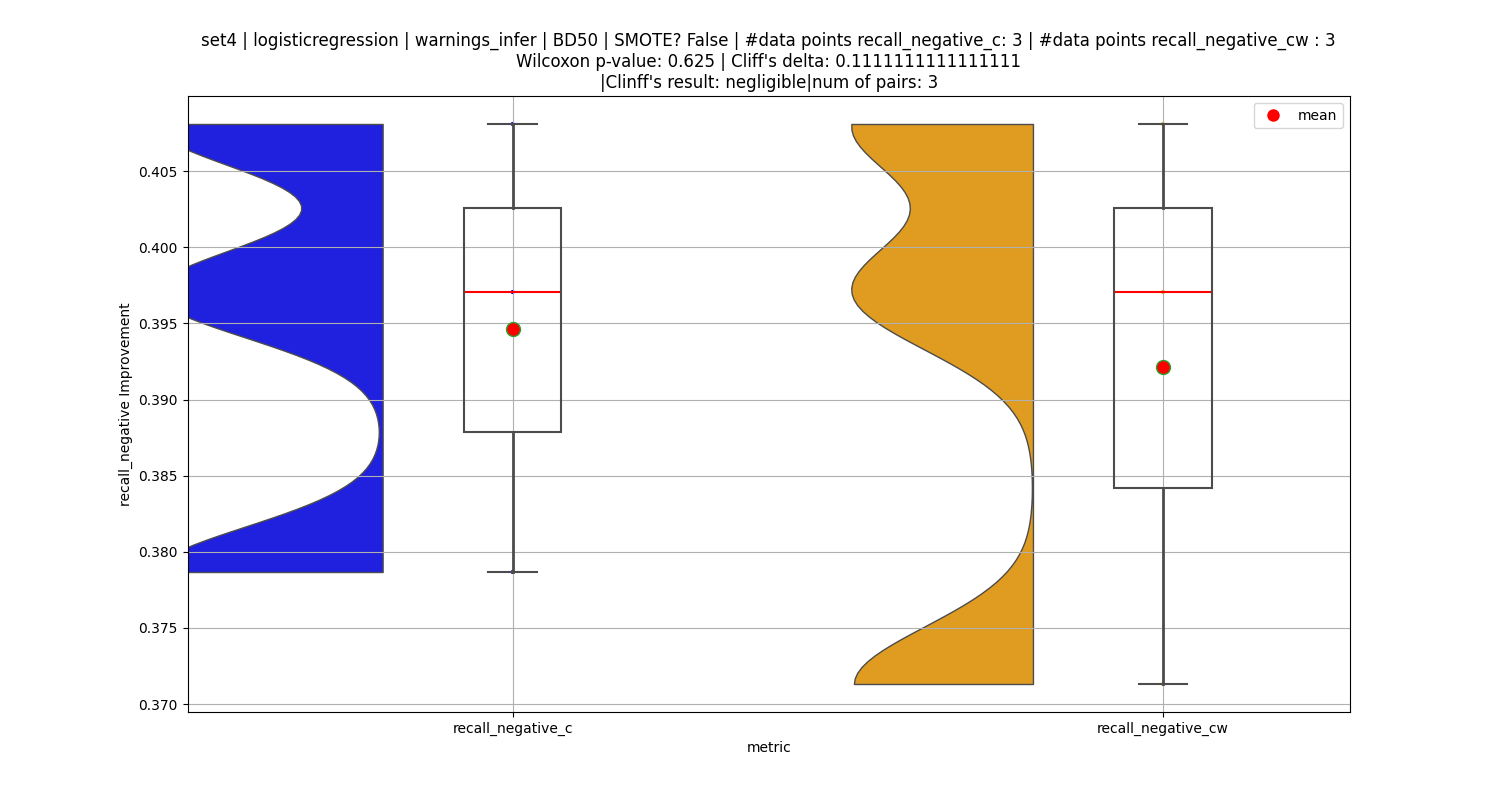 set4 | logisticregression | warnings_infer | BD50 | SMOTE? False | #data points recall_negative_c: 3 | #data points recall_negative_cw : 3
Wilcoxon p-value: 0.625 | Cliff's delta: 0.1111111111111111
|Clinff's result: negligible|num of pairs: 3
mean
0.405
0.400
0.395
0.390
0.385
0.380
0.375
0.370
recall_negative Improvement
recall_negative_c
recall_negative_cw
metric